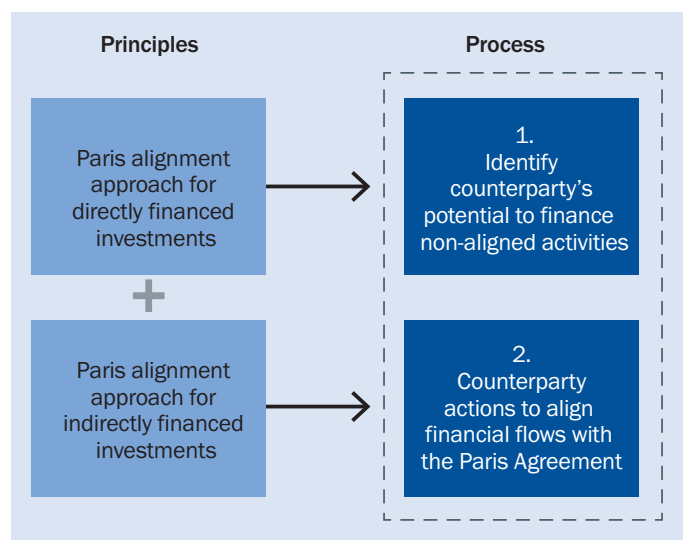 Principles
Process
Paris alignment
approach for
directly financed
investments
1.
Identify
counterparty’s
potential to finance
non-aligned activities
+
Paris alignment
approach for
indirectly financed
investments
2.
Counterparty
actions to align
financial flows with
the Paris Agreement